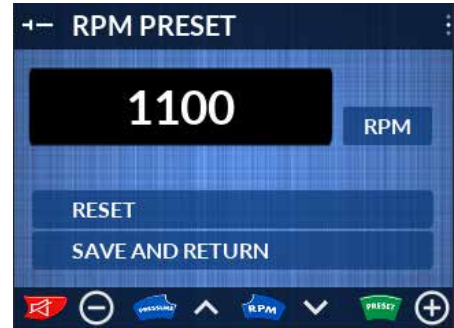 RPM PRESET
1100
RPM
RESET
SAVE AND RETURN
PRESSURE RPM PRESET